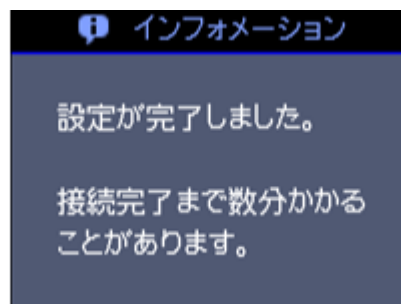 インフォメーション
設定が完了しました。
接続完了まで数分かかる
ことがあります。